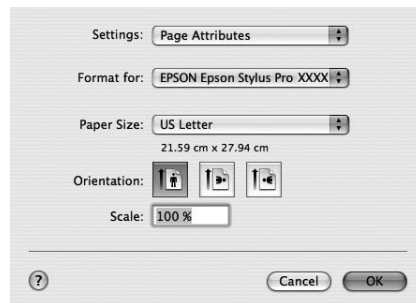 Settings: Page Attributes
Format for: EPSON Epson Stylus Pro XXXX
Paper Size: US Letter
21.59 cm x 27.94 cm
Orientation:
Scale: 100 %
? Cancel OK